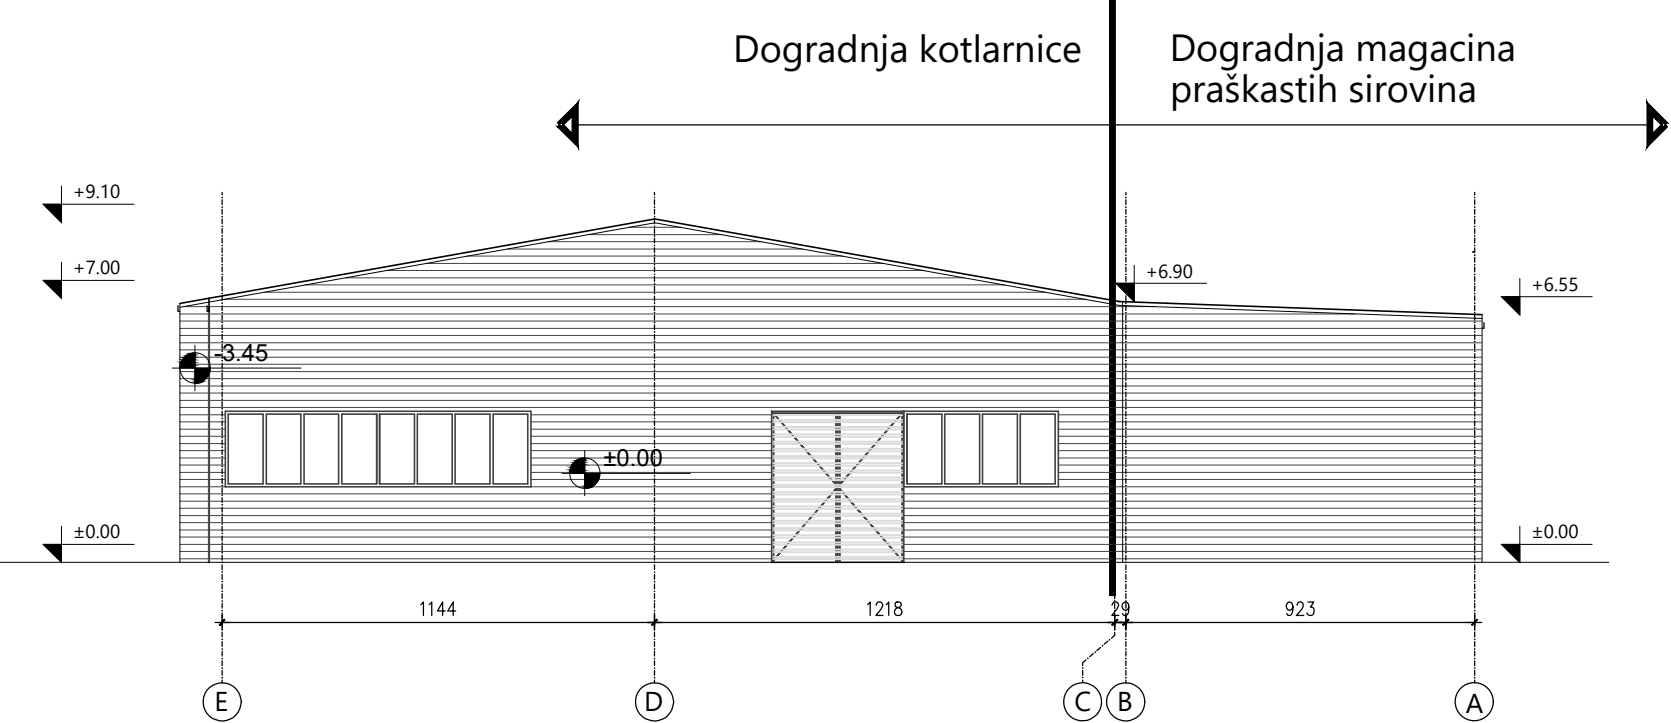 Dogradnja kotlarnice
Dogradnja magacina
praškastih sirovina
+9.10
+7.00
+6.90
+6.55
-3.45
±0.00
±0.00
±0.00
1144
1218
29
923
E
D
C
B
A